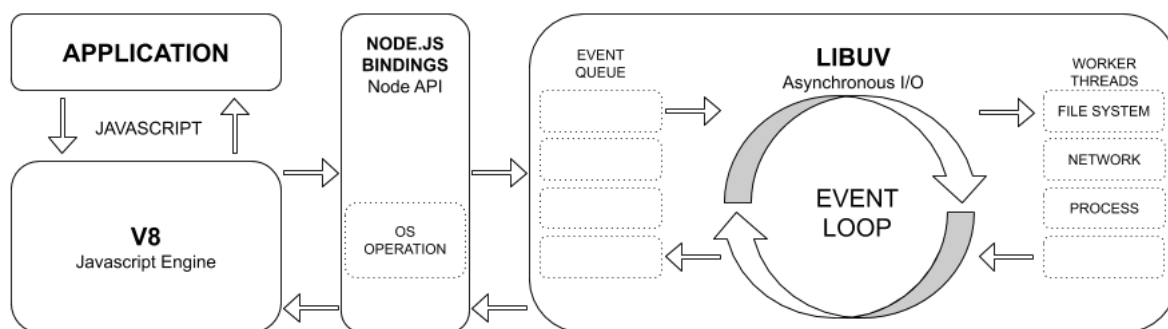 APPLICATION
JAVASCRIPT
V8
Javascript Engine
NODE.JS
BINDINGS
Node API
OS
OPERATION
EVENT
QUEUE
LIBUV
Asynchronous I/O
EVENT
LOOP
WORKER
THREADS
FILE SYSTEM
NETWORK
PROCESS